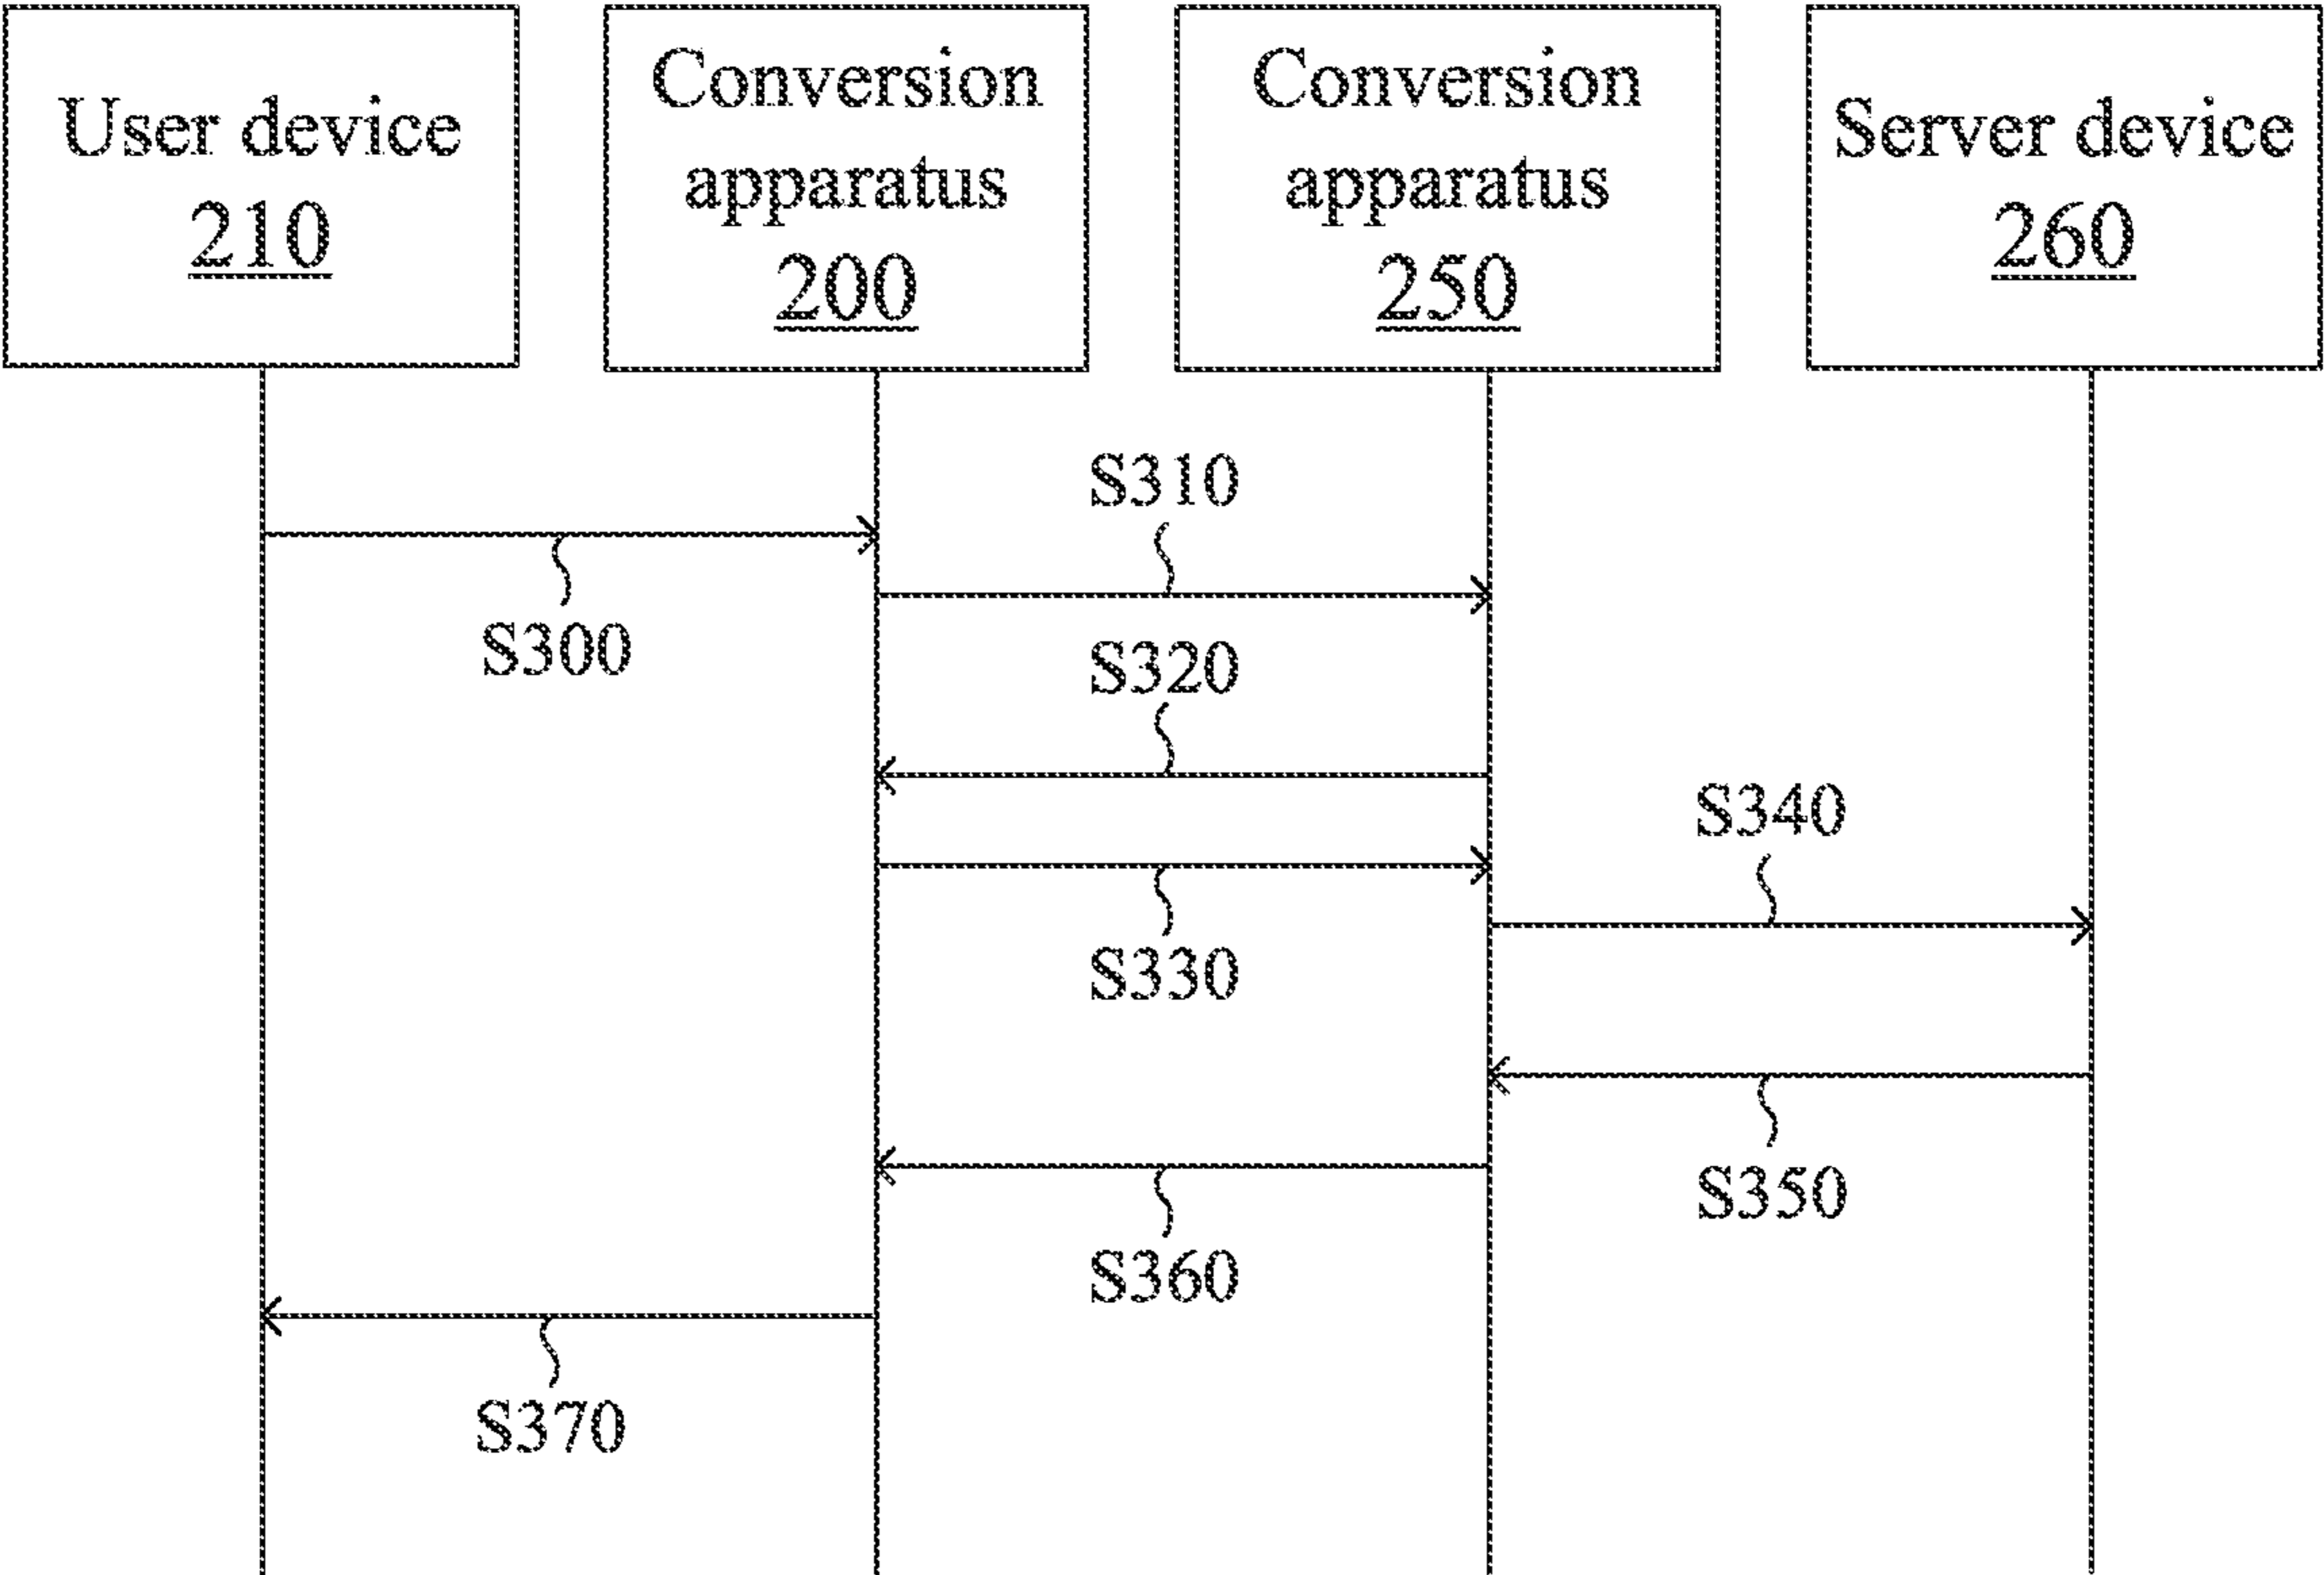 User device
210
Conversion
apparatus
200
Conversion
apparatus
250
Server device
260
S310
S300
S320
S340
S330
S350
S360
S370